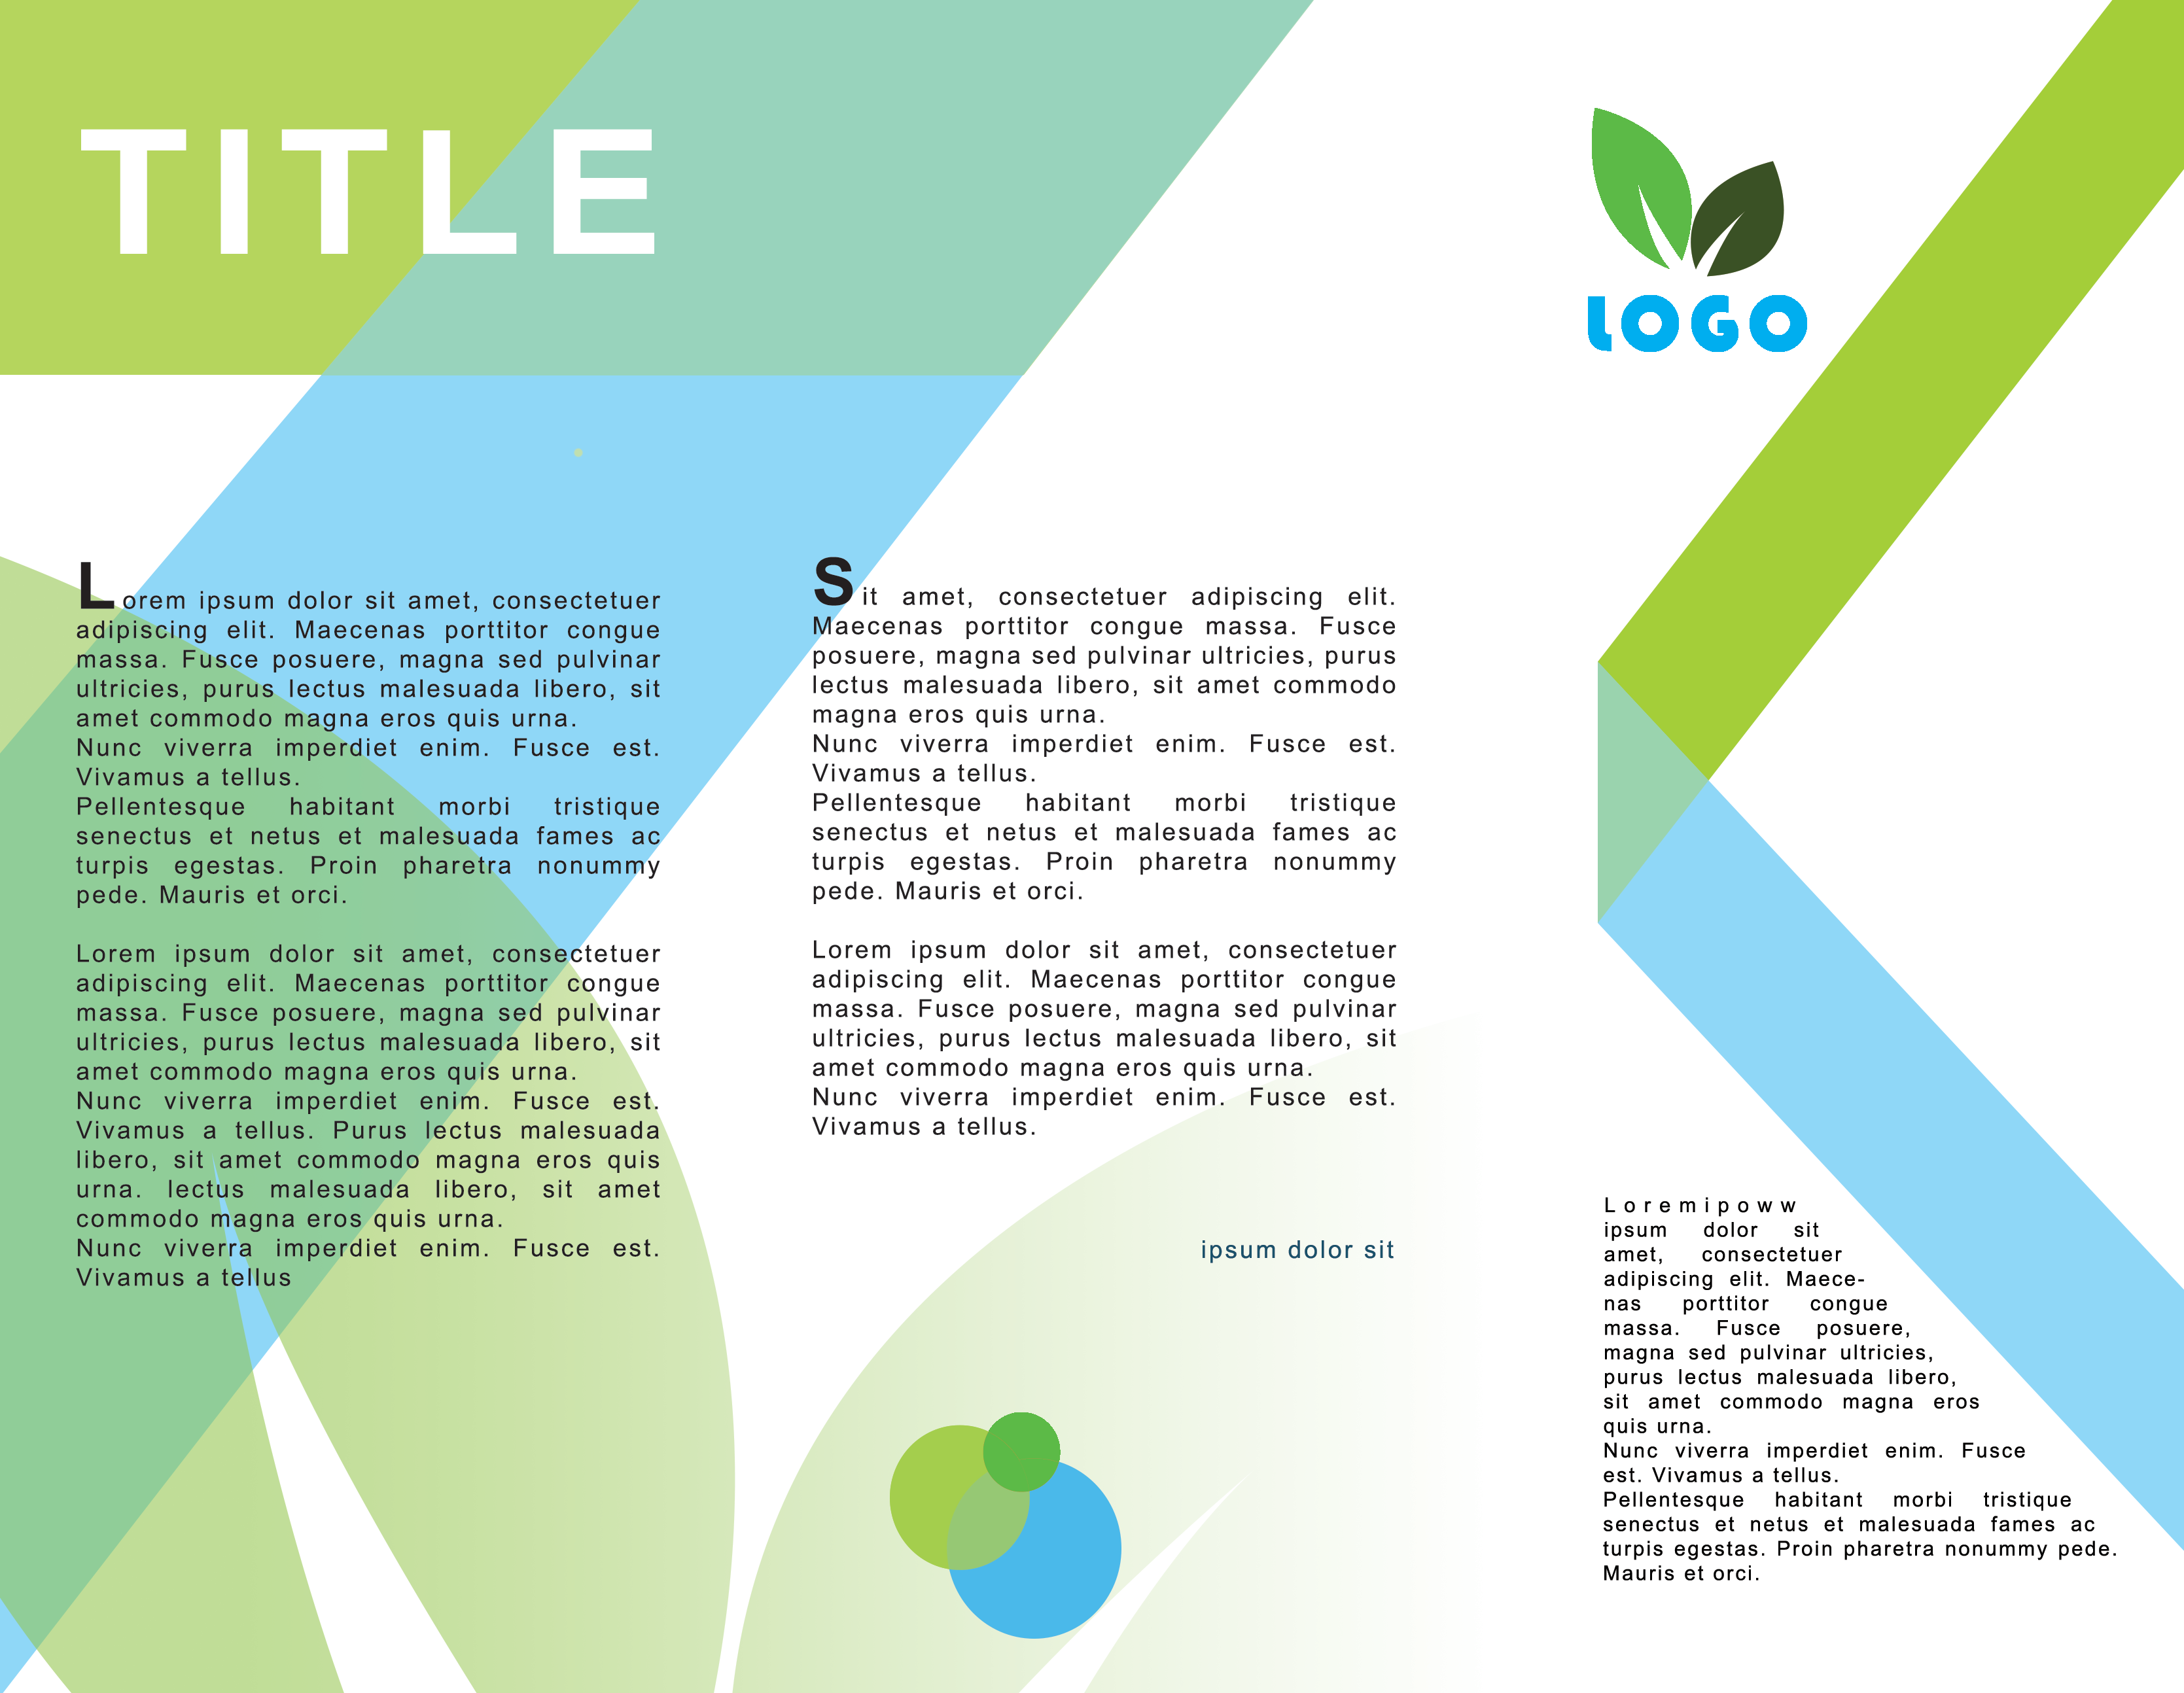 TITLE
Lorem ipsum dolor sit amet, consectetuer
adipiscing elit. Maecenas porttitor congue
massa. Fusce posuere, magna sed pulvinar
ultricies, purus lectus malesuada libero, sit
amet commodo magna eros quis urna.
Nunc viverra imperdiet enim. Fusce est.
Vivamus a tellus.
Pellentesque habitant morbi tristique
senectus et netus et malesuada fames ac
turpis egestas. Proin pharetra nonummy
pede. Mauris et orci.
Lorem ipsum dolor sit amet, consectetuer
adipiscing elit. Maecenas porttitor congue
massa. Fusce posuere, magna sed pulvinar
ultricies, purus lectus malesuada libero, sit
amet commodo magna eros quis urna.
Nunc viverra imperdiet enim. Fusce est.
Vivamus a tellus. Purus lectus malesuada
libero, sit amet commodo magna eros quis
urna. lectus malesuada libero, sit amet
commodo magna eros quis urna.
Nunc viverra imperdiet enim. Fusce est.
Vivamus a tellus
Sit amet, consectetuer adipiscing elit.
Maecenas porttitor congue massa. Fusce
posuere, magna sed pulvinar ultricies, purus
lectus malesuada libero, sit amet commodo
magna eros quis urna.
Nunc viverra imperdiet enim. Fusce est.
Vivamus a tellus.
Pellentesque habitant morbi tristique
senectus et netus et malesuada fames ac
turpis egestas. Proin pharetra nonummy
pede. Mauris et orci.
Lorem ipsum dolor sit amet, consectetuer
adipiscing elit. Maecenas porttitor congue
massa. Fusce posuere, magna sed pulvinar
ultricies, purus lectus malesuada libero, sit
amet commodo magna eros quis urna.
Nunc viverra imperdiet enim. Fusce est.
Vivamus a tellus.
ipsum dolor sit
LOGO
Loremipoww
ipsum dolor sit
amet, consectetuer
adipiscing elit. Maece-
nas porttitor congue
massa. Fusce posuere,
magna sed pulvinar ultricies,
purus lectus malesuada libero,
sit amet commodo magna eros
quis urna.
Nunc viverra imperdiet enim. Fusce
est. Vivamus a tellus.
Pellentesque habitant morbi tristique
senectus et netus et malesuada fames ac
turpis egestas. Proin pharetra nonummy pede.
Mauris et orci.